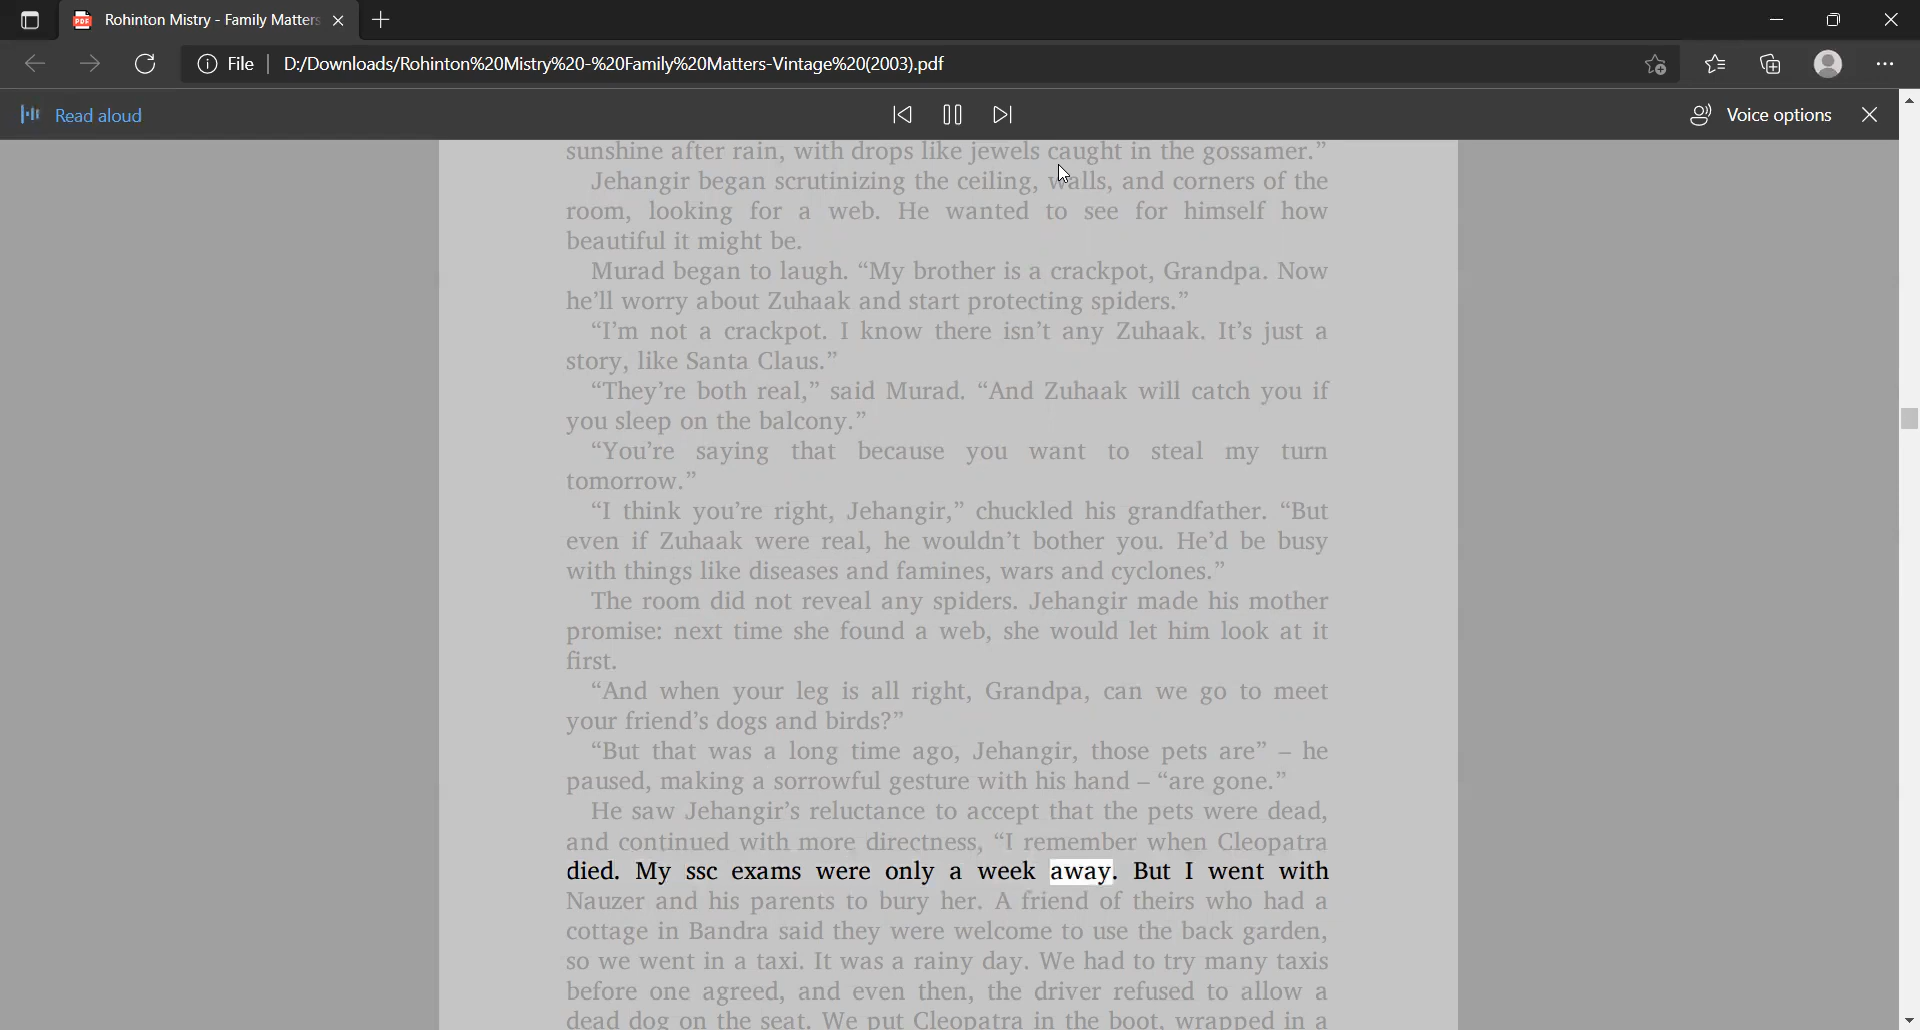 Rohinton Mistry - Family Matters
File
D:/Downloads/Rohinton%20Mistry%20-%20Family%20Matters-Vintage%20(2003).pdf
Read aloud
Voice options
sunshine after rain, with drops like jewels caught in the gossamer.”
Jehangir began scrutinizing the ceiling, walls, and corners of the
room, looking for a web. He wanted to see for himself how
beautiful it might be.
Murad began to laugh. “My brother is a crackpot, Grandpa. Now
he’ll worry about Zuhaak and start protecting spiders.”
“I’m not a crackpot. I know there isn’t any Zuhaak. It’s just a
story, like Santa Claus.”
“They’re both real,” said Murad. “And Zuhaak will catch you if
you sleep on the balcony.”
“You’re saying that because you want to steal my turn
tomorrow.”
“I think you’re right, Jehangir,” chuckled his grandfather. “But
even if Zuhaak were real, he wouldn’t bother you. He’d be busy
with things like diseases and famines, wars and cyclones.”
The room did not reveal any spiders. Jehangir made his mother
promise: next time she found a web, she would let him look at it
first.
“And when your leg is all right, Grandpa, can we go to meet
your friend’s dogs and birds?”
“But that was a long time ago, Jehangir, those pets are” – he
paused, making a sorrowful gesture with his hand – “are gone.”
He saw Jehangir’s reluctance to accept that the pets were dead,
and continued with more directness, “I remember when Cleopatra
died. My ssc exams were only a week away. But I went with
Nauzer and his parents to bury her. A friend of theirs who had a
cottage in Bandra said they were welcome to use the back garden,
so we went in a taxi. It was a rainy day. We had to try many taxis
before one agreed, and even then, the driver refused to allow a
dead dog on the seat. We put Cleopatra in the boot, wrapped in a